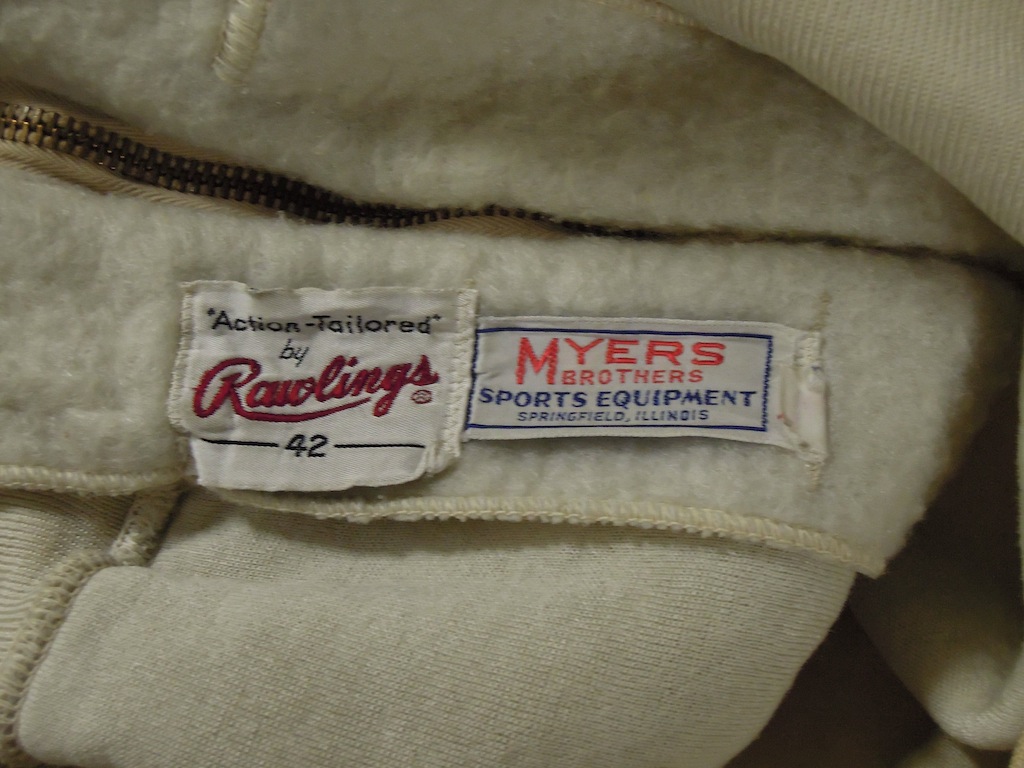 "Action-Tailored"
by
Rawlings
42
MYERS
BROTHERS
SPORTS EQUIPMENT
SPRINGFIELD, ILLINOIS